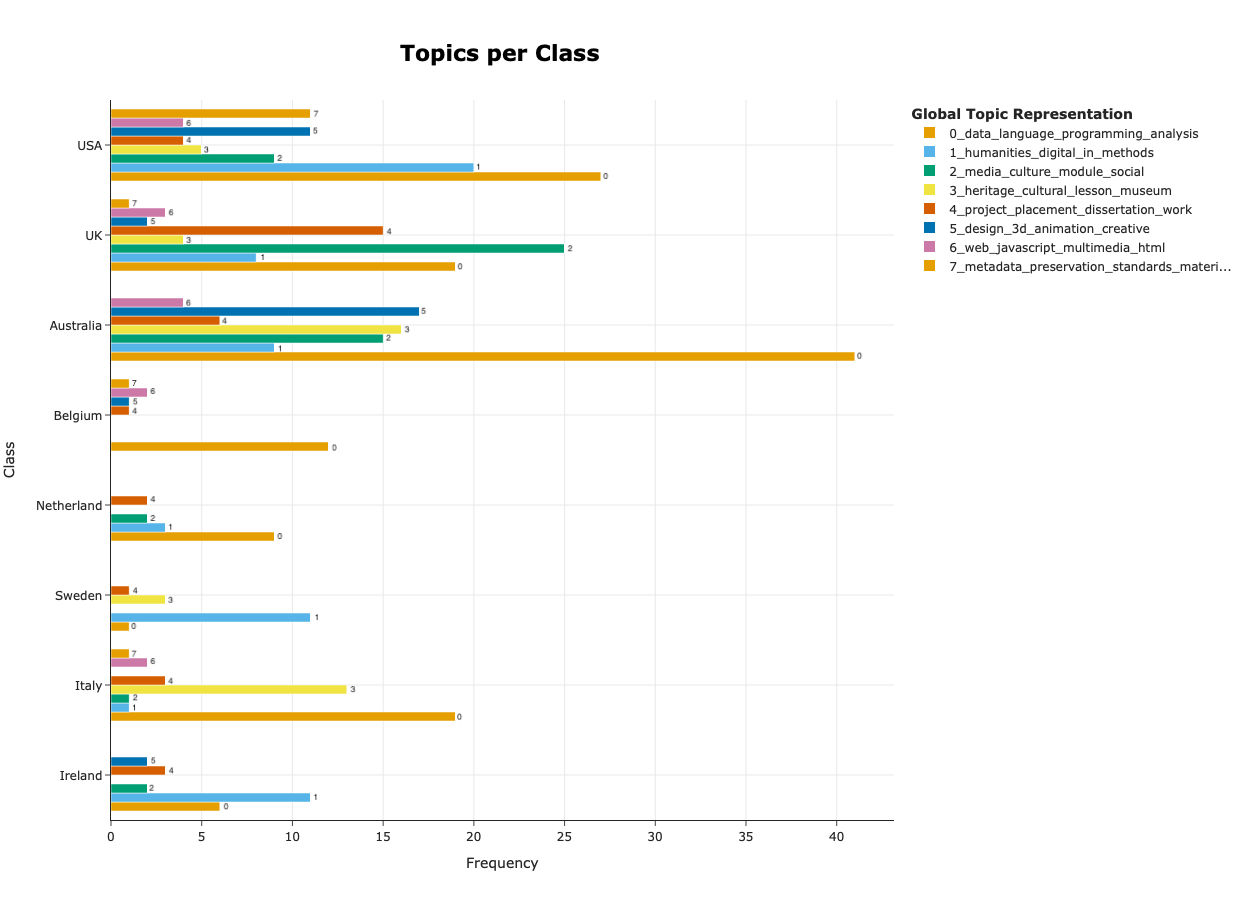 Topics per Class
Global Topic Representation
0_data_language_programming_analysis
1_humanities_digital_in_methods
2_media_culture_module_social
3_heritage_cultural_lesson_museum
4_project_placement_dissertation_work
5_design_3d_animation_creative
6_web_javascript_multimedia_html
7_metadata_preservation_standards_materi...
Class
USA
7
6
5
4
3
2
1
0
UK
7
6
5
4
3
2
1
0
Australia
6
5
4
3
2
1
0
Belgium
7
6
5
4
0
Netherland
4
2
1
0
Sweden
4
3
1
0
Italy
7
6
4
3
2
1
0
Ireland
5
4
2
1
0
0 5 10 15 20 25 30 35 40
Frequency